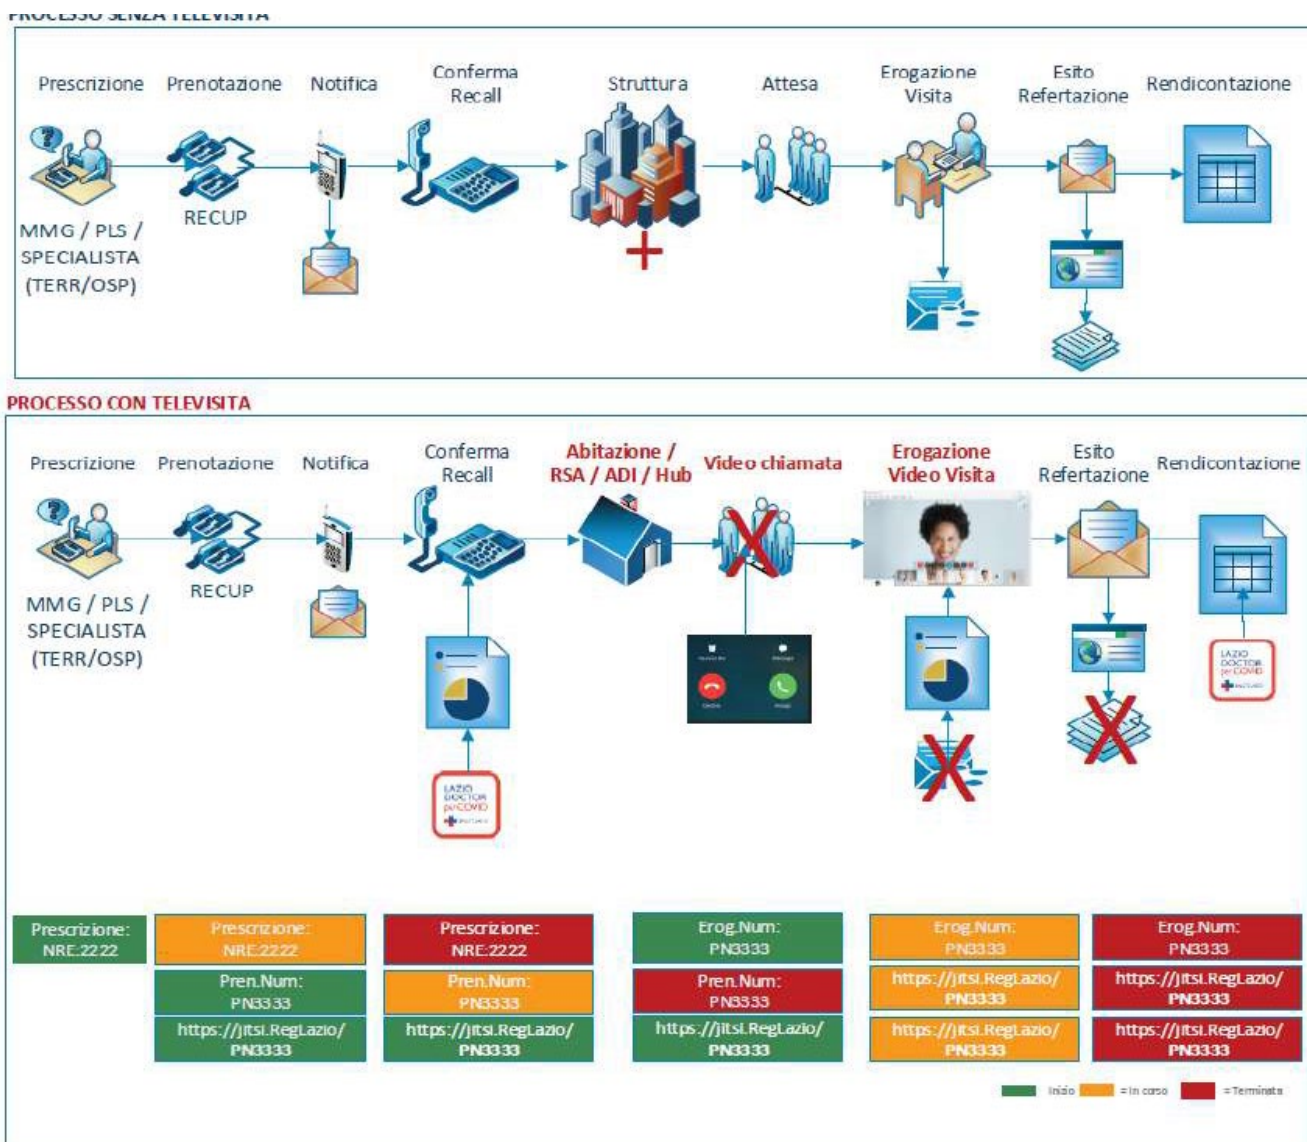 PROCESSO SENZA TELEVISITA
Prescrizione
Prenotazione
Notifica
Conferma
Recall
Struttura
Attesa
Erogazione
Visita
Esito
Refertazione
Rendicontazione
?
RECUP
MMG / PLS /
SPECIALISTA
(TERR/OSP)
PROCESSO CON TELEVISITA
Prescrizione
Prenotazione
Notifica
Conferma
Recall
Abitazione /
RSA / ADI / Hub
Video chiamata
Erogazione
Video Visita
Esito
Refertazione
Rendicontazione
?
RECUP
MMG / PLS /
SPECIALISTA
(TERR/OSP)
LAZIO
DOCTOR
per COVID
LAZIO
DOCTOR
per COVID
Prescrizione:
NRE:2222
Prescrizione:
NRE:2222
Pren.Num:
PN3333
https://jitsi.RegLazio/
PN3333
Prescrizione:
NRE:2222
Pren.Num:
PN3333
https://jitsi.RegLazio/
PN3333
Erog.Num:
PN3333
Pren.Num:
PN3333
https://jitsi.RegLazio/
PN3333
Erog.Num:
PN3333
https://jitsi.RegLazio/
PN3333
https://jitsi.RegLazio/
PN3333
Erog.Num:
PN3333
https://jitsi.RegLazio/
PN3333
https://jitsi.RegLazio/
PN3333
Inizio
= In corso
= Terminata